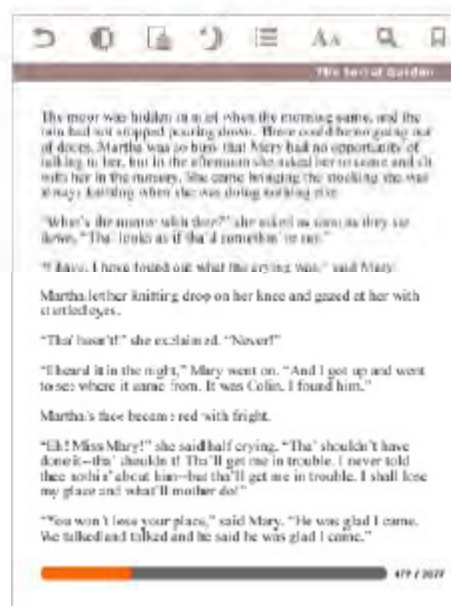 AA
The Secret Garden
The moor was hidden in mist when the morning came, and the
rain had not stopped pouring down. There could be no going out
of doors. Martha was so busy that Mary had no opportunity of
talking to her, but in the afternoon she asked her to come and sit
with her in the nursery. She came bringing the stocking she was
always knitting when she was doing nothing else.
"What's the matter with thee?" she asked as soon as they sat
down. "Tha' looks as if tha'd somethin' to say."
"I have. I have found out what the crying was," said Mary.
Martha let her knitting drop on her knee and gazed at her with
startled eyes.
"Tha' hasn't!" she exclaimed. "Never!"
"I heard it in the night," Mary went on. "And I got up and went
to see where it came from. It was Colin. I found him."
Martha's face became red with fright.
"Eh! Miss Mary!" she said half crying. "Tha' shouldn't have
done it--tha' shouldn't! Tha'll get me in trouble. I never told
thee nothin' about him--but tha'll get me in trouble. I shall lose
my place and what'll mother do!"
"You won't lose your place," said Mary. "He was glad I came.
We talked and talked and he said he was glad I came."